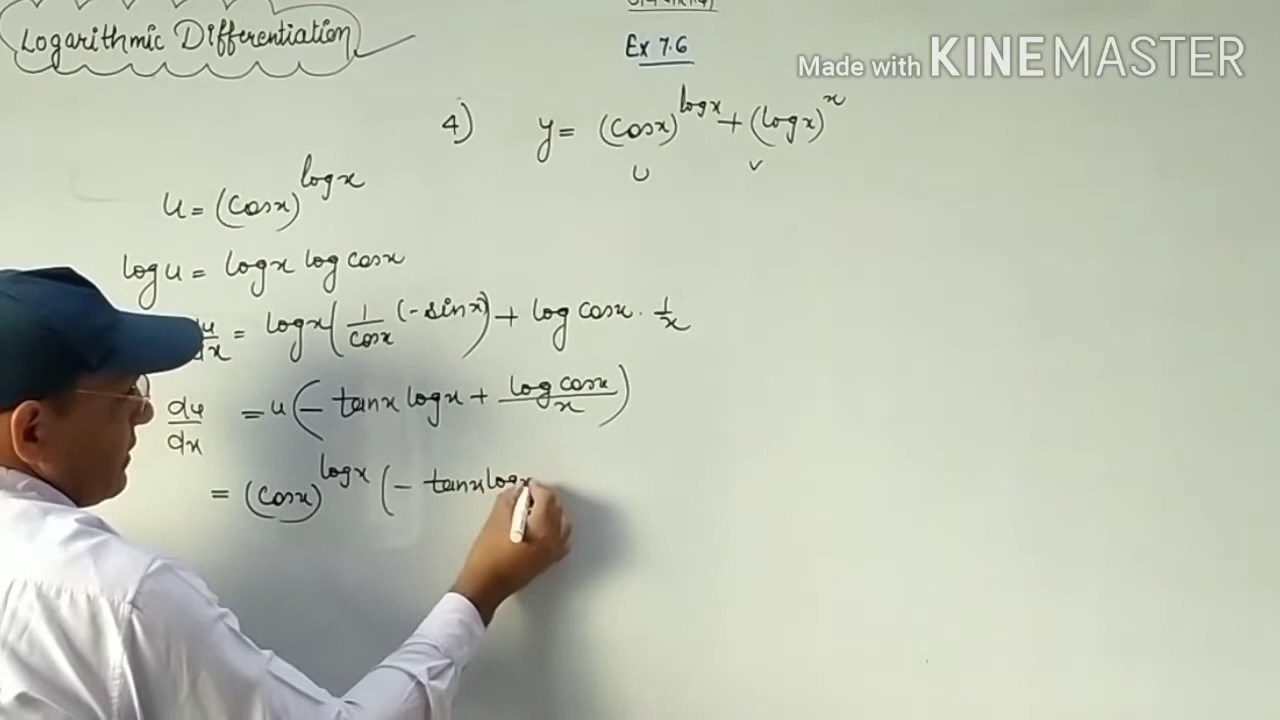 Logarithmic Differentiation
Ex 7.6
Made with KINEMASTER
4) y = (cosx)^logx + (logx)^x
u v
u = (cosx)^logx
log u = logx log cosx
= logx(1/cosx (-sinx)) + log cosx . 1/x
du/dx = u(- tanx logx + log cosx/x)
= (cosx)^logx (- tanx logx